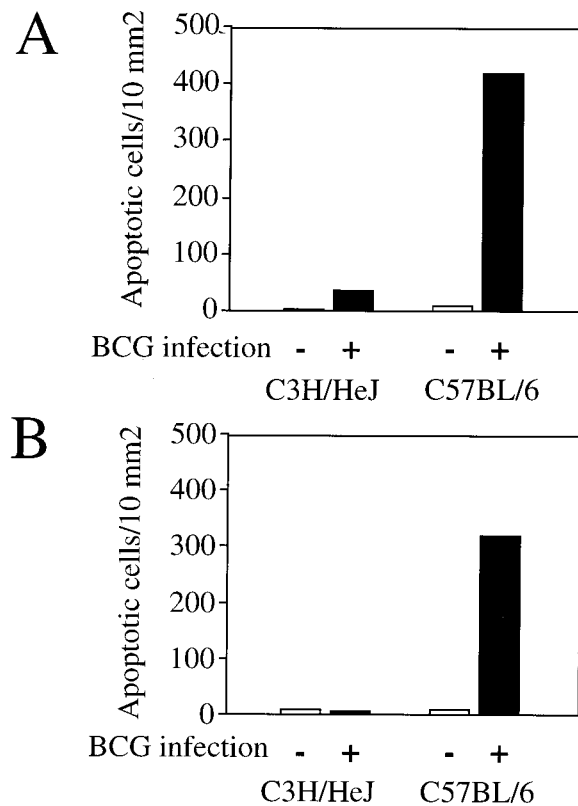 A
Apoptotic cells/10 mm2
500
400
300
200
100
0
BCG infection - + - +
C3H/HeJ C57BL/6
B
Apoptotic cells/10 mm2
500
400
300
200
100
0
BCG infection - + - +
C3H/HeJ C57BL/6